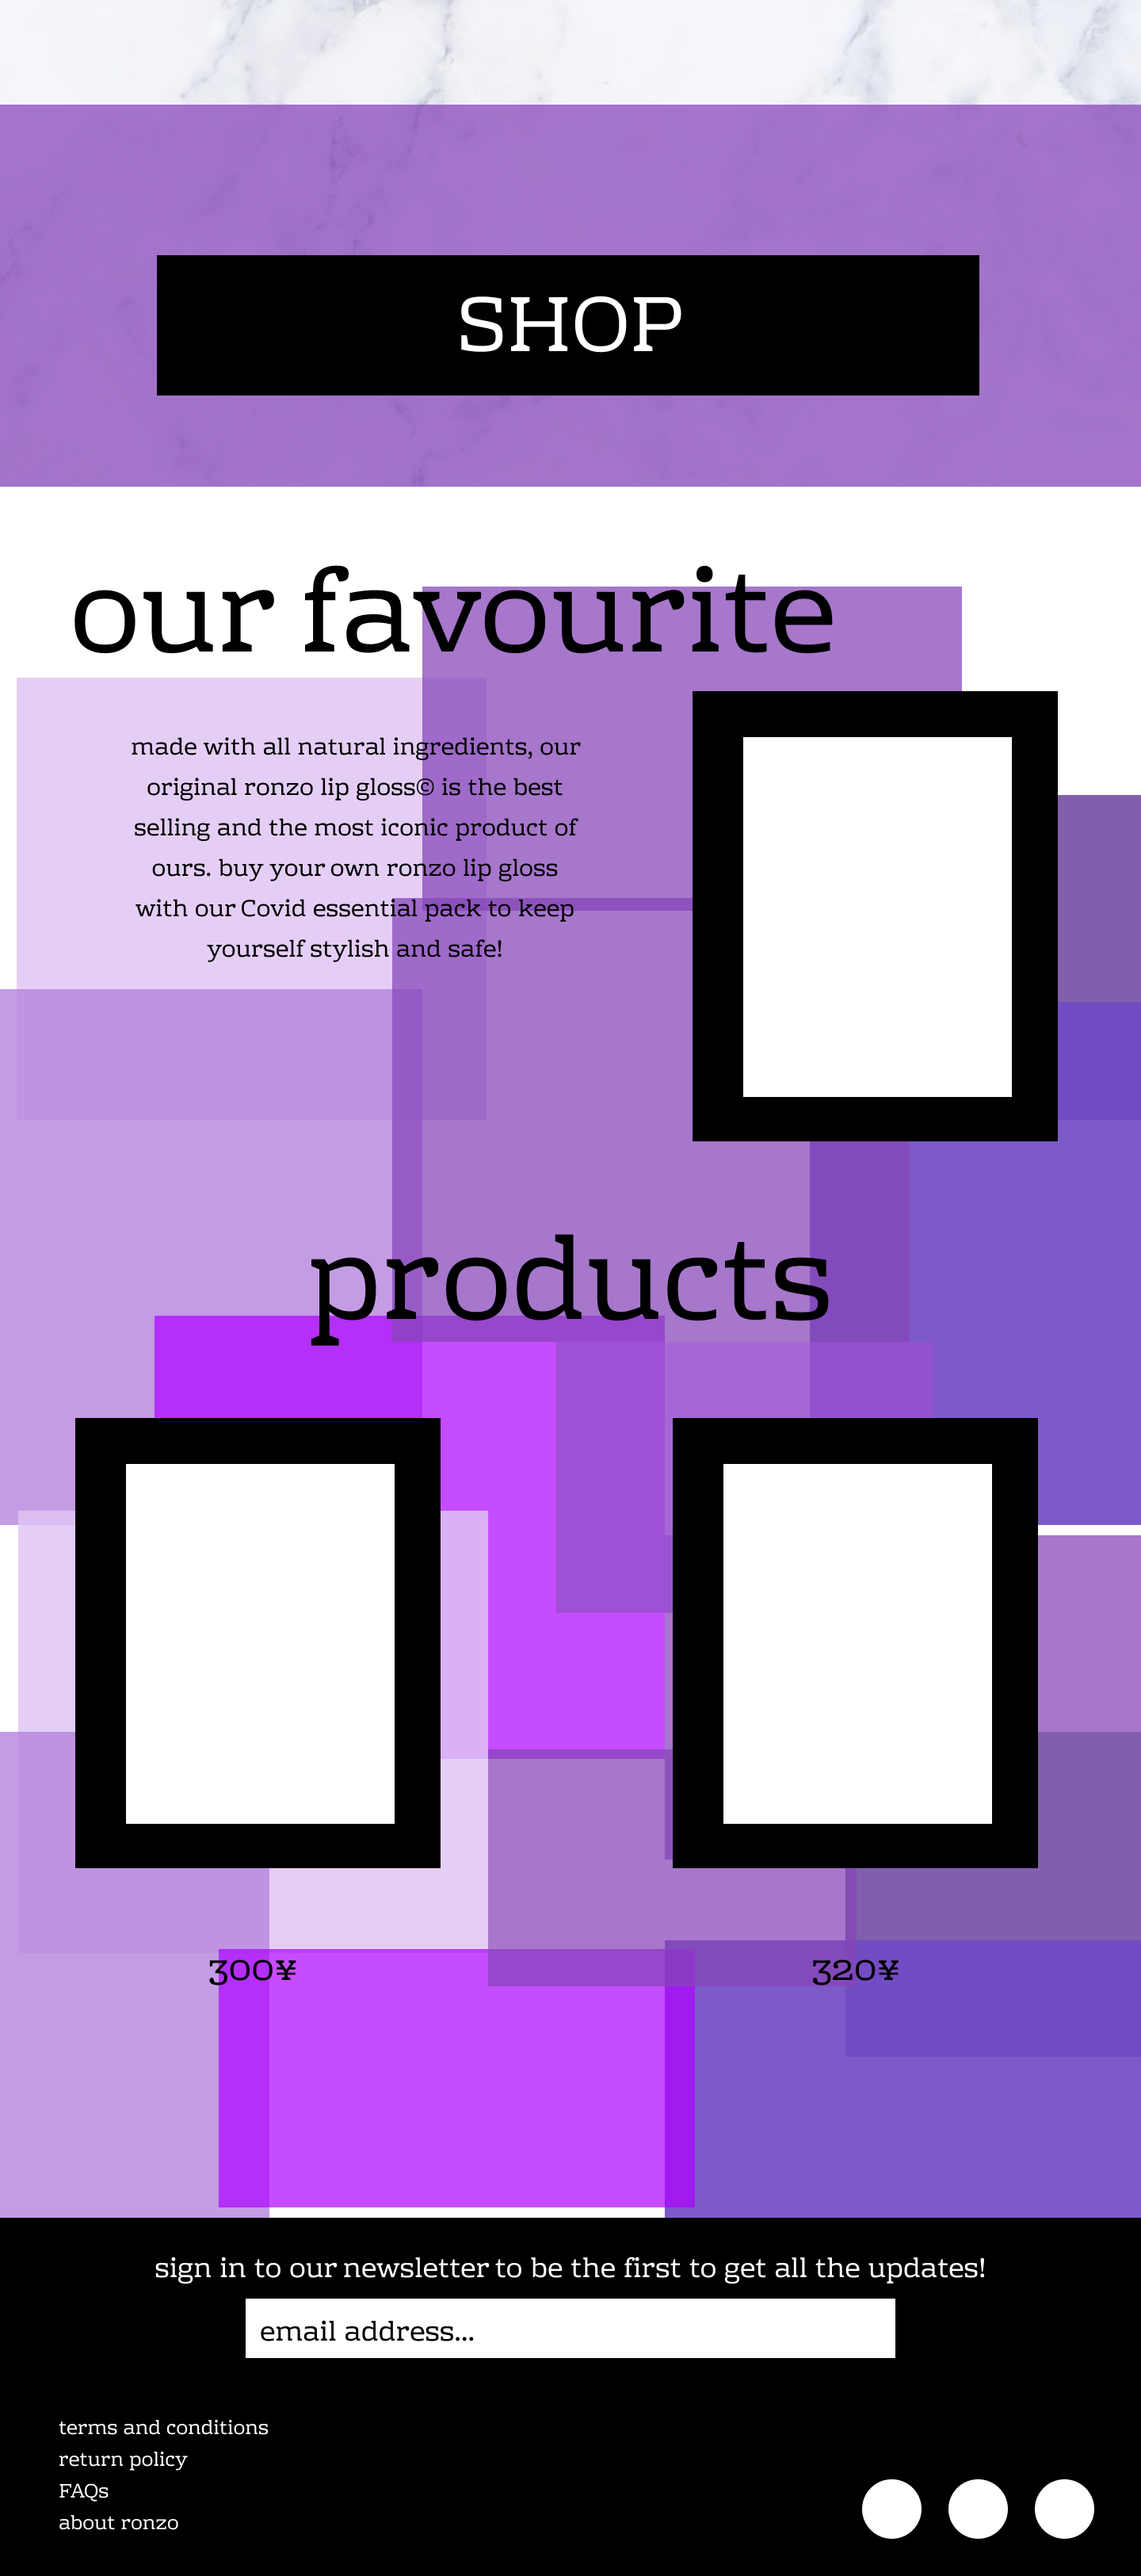 SHOP
our favourite
made with all natural ingredients, our
original ronzo lip gloss© is the best
selling and the most iconic product of
ours. buy your own ronzo lip gloss
with our Covid essential pack to keep
yourself stylish and safe!
products
300¥
320¥
sign in to our newsletter to be the first to get all the updates!
email address...
terms and conditions
return policy
FAQs
about ronzo